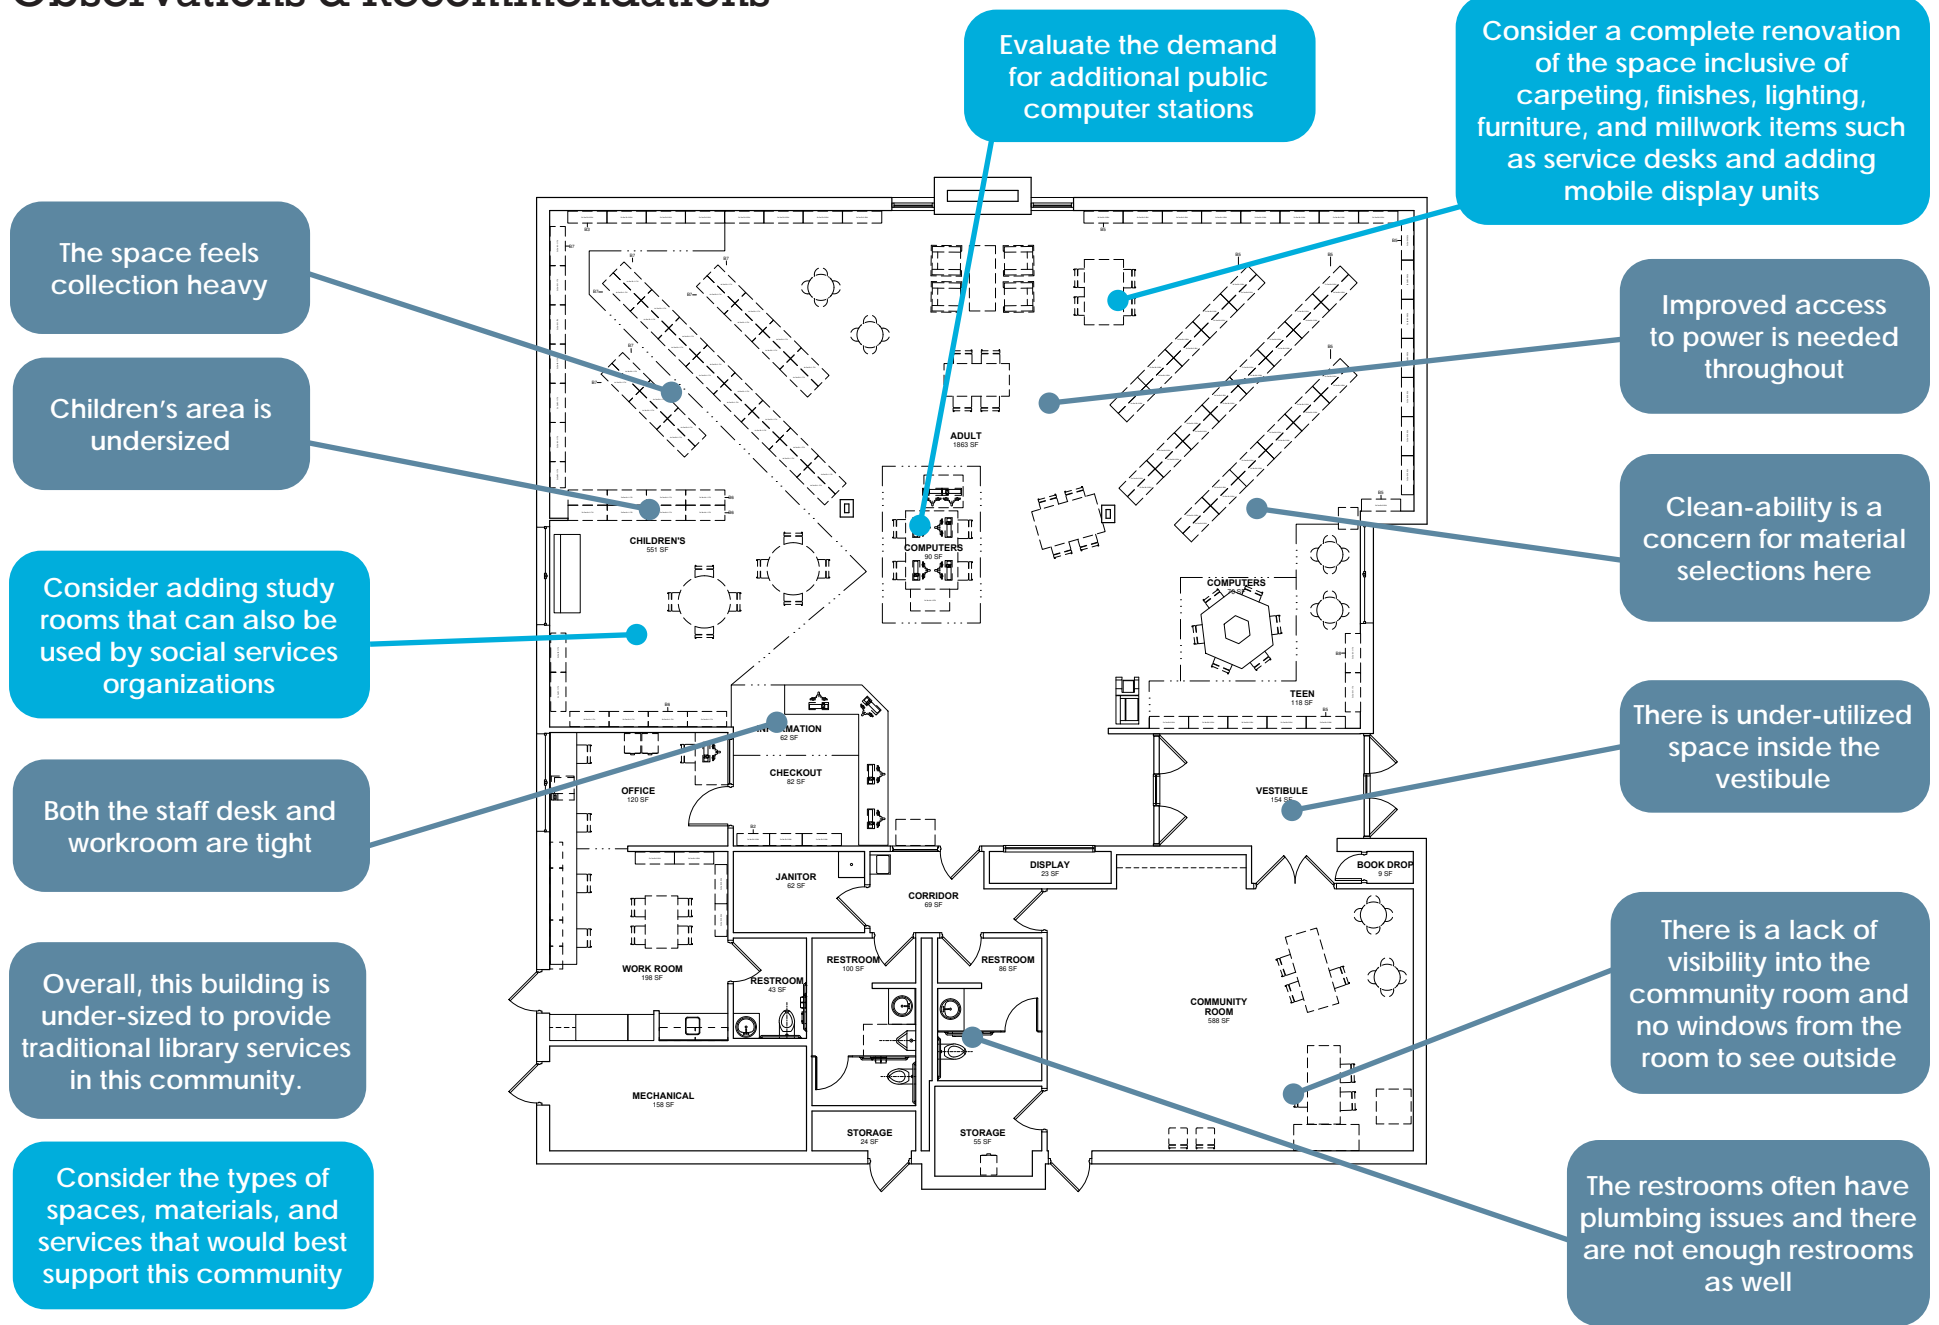 Observations & Recommendations
Evaluate the demand
for additional public
computer stations
Consider a complete renovation
of the space inclusive of
carpeting, finishes, lighting,
furniture, and millwork items such
as service desks and adding
mobile display units
The space feels
collection heavy
Improved access
to power is needed
throughout
Children's area is
undersized
Clean-ability is a
concern for material
selections here
Consider adding study
rooms that can also be
used by social services
organizations
There is under-utilized
space inside the
vestibule
Both the staff desk and
workroom are tight
There is a lack of
visibility into the
community room and
no windows from the
room to see outside
Overall, this building is
under-sized to provide
traditional library services
in this community.
The restrooms often have
plumbing issues and there
are not enough restrooms
as well
Consider the types of
spaces, materials, and
services that would best
support this community
ADULT
1863 SF
COMPUTERS
90 SF
CHILDREN'S
551 SF
COMPUTERS
TEEN
118 SF
INFORMATION
62 SF
CHECKOUT
82 SF
OFFICE
120 SF
VESTIBULE
154 SF
JANITOR
62 SF
DISPLAY
23 SF
BOOK DROP
9 SF
CORRIDOR
69 SF
WORK ROOM
198 SF
RESTROOM
43 SF
RESTROOM
100 SF
RESTROOM
86 SF
COMMUNITY
ROOM
588 SF
MECHANICAL
158 SF
STORAGE
24 SF
STORAGE
55 SF